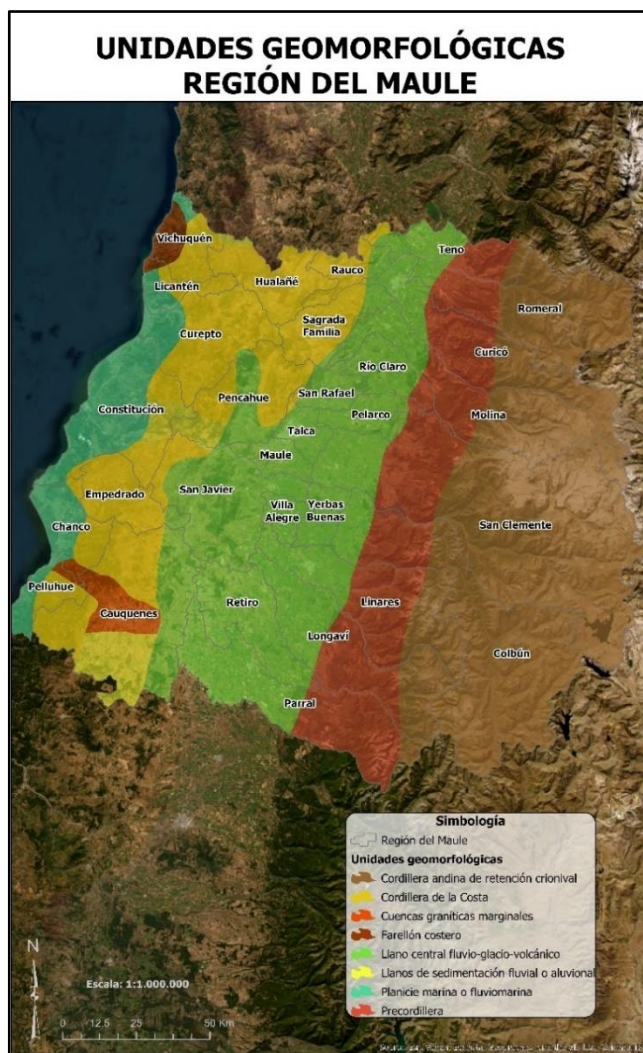 UNIDADES GEOMORFOLÓGICAS
REGIÓN DEL MAULE
Vichuquén
Teno
Rauco
Hualañé
Licantén
Romeral
Sagrada
Familia
Curepto
Curicó
Río Claro
Pencahue
San Rafael
Constitución
Pelarco
Molina
Talca
Maule
San Javier
Empedrado
Villa
Alegre
Yerbas
Buenas
San Clemente
Chanco
Pelluhue
Retiro
Linares
Cauquenes
Longaví
Colbún
Parral
Simbología
Región del Maule
Unidades geomorfológicas
Cordillera andina de retención crionival
Cordillera de la Costa
Cuencas graníticas marginales
Farellón costero
Llano central fluvio-glacio-volcánico
Llanos de sedimentación fluvial o aluvional
Planicie marina o fluviomarina
Precordillera
N
Escala: 1:1.000.000
0 12,5 25 50 Km